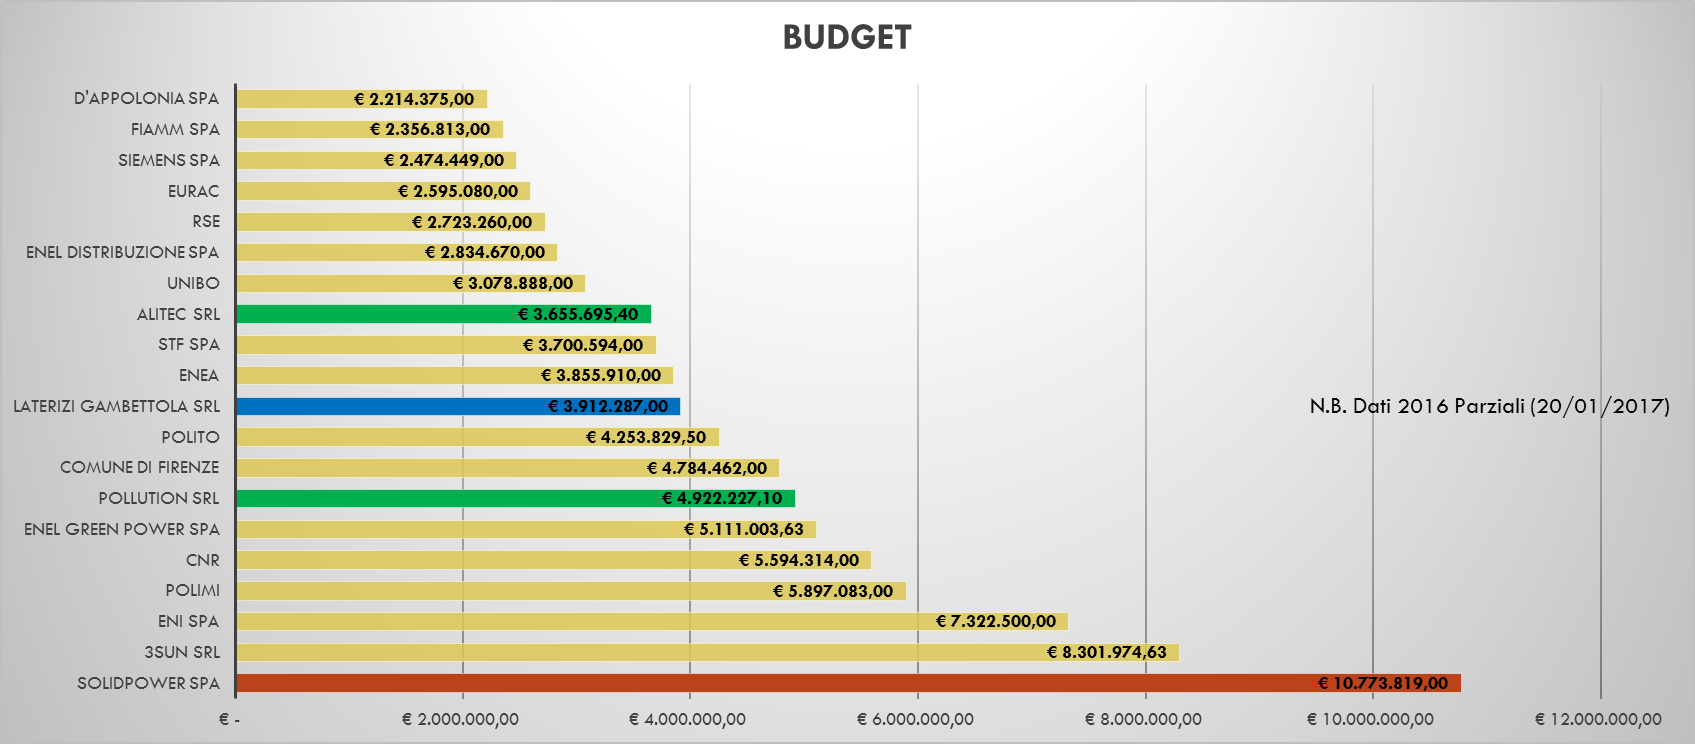 BUDGET
D'APPOLONIA SPA € 2.214.375,00
FIAMM SPA € 2.356.813,00
SIEMENS SPA € 2.474.449,00
EURAC € 2.595.080,00
RSE € 2.723.260,00
ENEL DISTRIBUZIONE SPA € 2.834.670,00
UNIBO € 3.078.888,00
ALITEC SRL € 3.655.695,40
STF SPA € 3.700.594,00
ENEA € 3.855.910,00
LATERIZI GAMBETTOLA SRL € 3.912.287,00 N.B. Dati 2016 Parziali (20/01/2017)
POLITO € 4.253.829,50
COMUNE DI FIRENZE € 4.784.462,00
POLLUTION SRL € 4.922.227,10
ENEL GREEN POWER SPA € 5.111.003,63
CNR € 5.594.314,00
POLIMI € 5.897.083,00
ENI SPA € 7.322.500,00
3SUN SRL € 8.301.974,63
SOLIDPOWER SPA € 10.773.819,00
€ - € 2.000.000,00 € 4.000.000,00 € 6.000.000,00 € 8.000.000,00 € 10.000.000,00 € 12.000.000,00